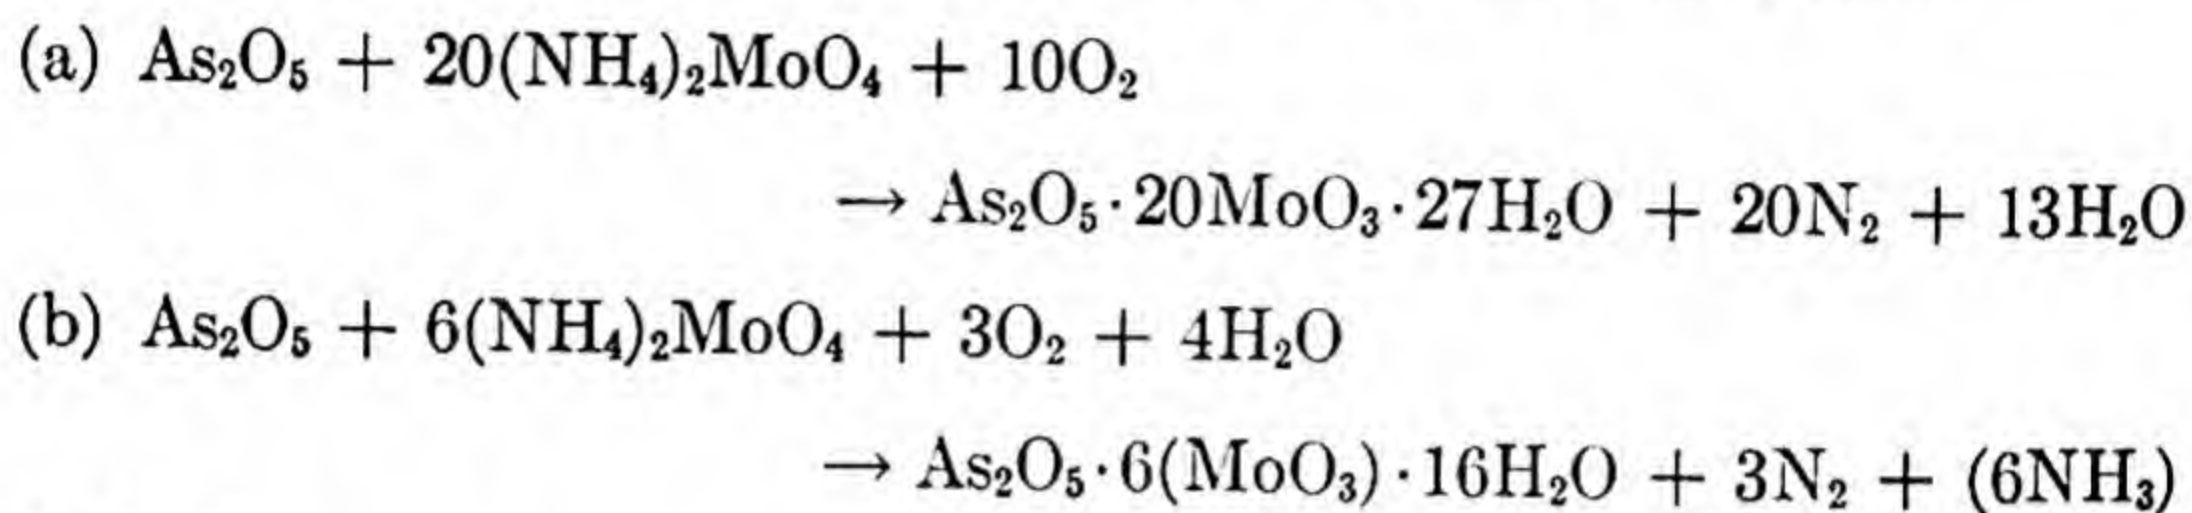 (a) As₂O₅ + 20(NH₄)₂MoO₄ + 10O₂
→ As₂O₅·20MoO₃·27H₂O + 20N₂ + 13H₂O
(b) As₂O₅ + 6(NH₄)₂MoO₄ + 3O₂ + 4H₂O
→ As₂O₅·6(MoO₃)·16H₂O + 3N₂ + (6NH₃)